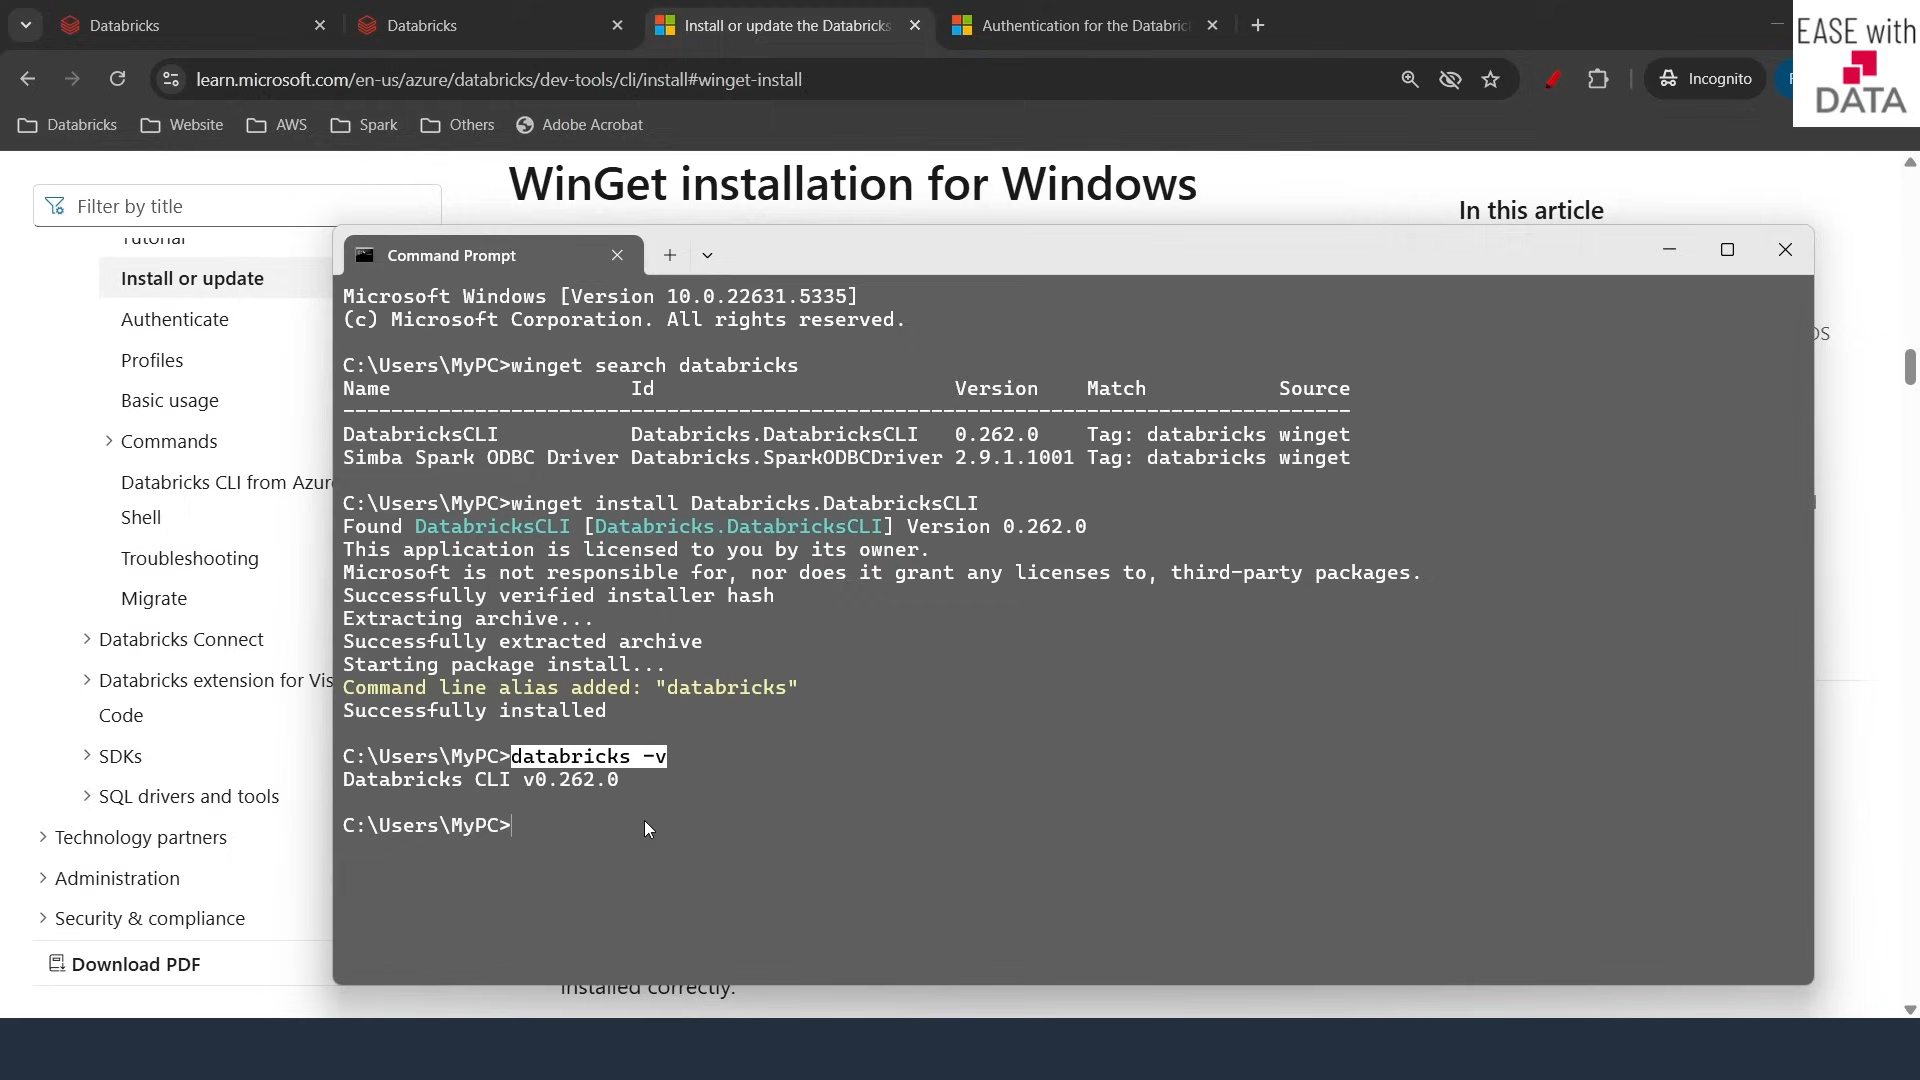 Databricks
Databricks
Install or update the Databricks
Authentication for the Databric
EASE with
DATA
learn.microsoft.com/en-us/azure/databricks/dev-tools/cli/install#winget-install
Incognito
Databricks
Website
AWS
Spark
Others
Adobe Acrobat
WinGet installation for Windows
Filter by title
In this article
Tutorial
Install or update
Authenticate
Profiles
Basic usage
Commands
Databricks CLI from Azure
Shell
Troubleshooting
Migrate
Databricks Connect
Databricks extension for Vis
Code
SDKs
SQL drivers and tools
Technology partners
Administration
Security & compliance
Download PDF
Command Prompt
Microsoft Windows [Version 10.0.22631.5335]
(c) Microsoft Corporation. All rights reserved.
C:\Users\MyPC>winget search databricks
Name Id Version Match Source
--------------------------------------------------------------------------------
DatabricksCLI Databricks.DatabricksCLI 0.262.0 Tag: databricks winget
Simba Spark ODBC Driver Databricks.SparkODBCDriver 2.9.1.1001 Tag: databricks winget
C:\Users\MyPC>winget install Databricks.DatabricksCLI
Found DatabricksCLI [Databricks.DatabricksCLI] Version 0.262.0
This application is licensed to you by its owner.
Microsoft is not responsible for, nor does it grant any licenses to, third-party packages.
Successfully verified installer hash
Extracting archive...
Successfully extracted archive
Starting package install...
Command line alias added: "databricks"
Successfully installed
C:\Users\MyPC>databricks -v
Databricks CLI v0.262.0
C:\Users\MyPC>
installed correctly.